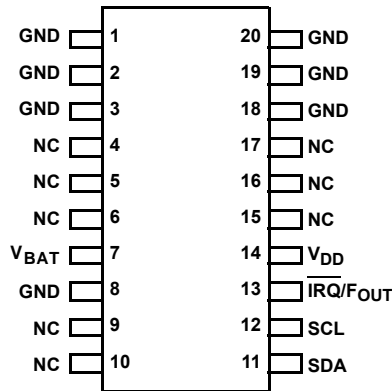 GND 1 20 GND
GND 2 19 GND
GND 3 18 GND
NC 4 17 NC
NC 5 16 NC
NC 6 15 NC
VBAT 7 14 VDD
GND 8 13 IRQ/FOUT
NC 9 12 SCL
NC 10 11 SDA